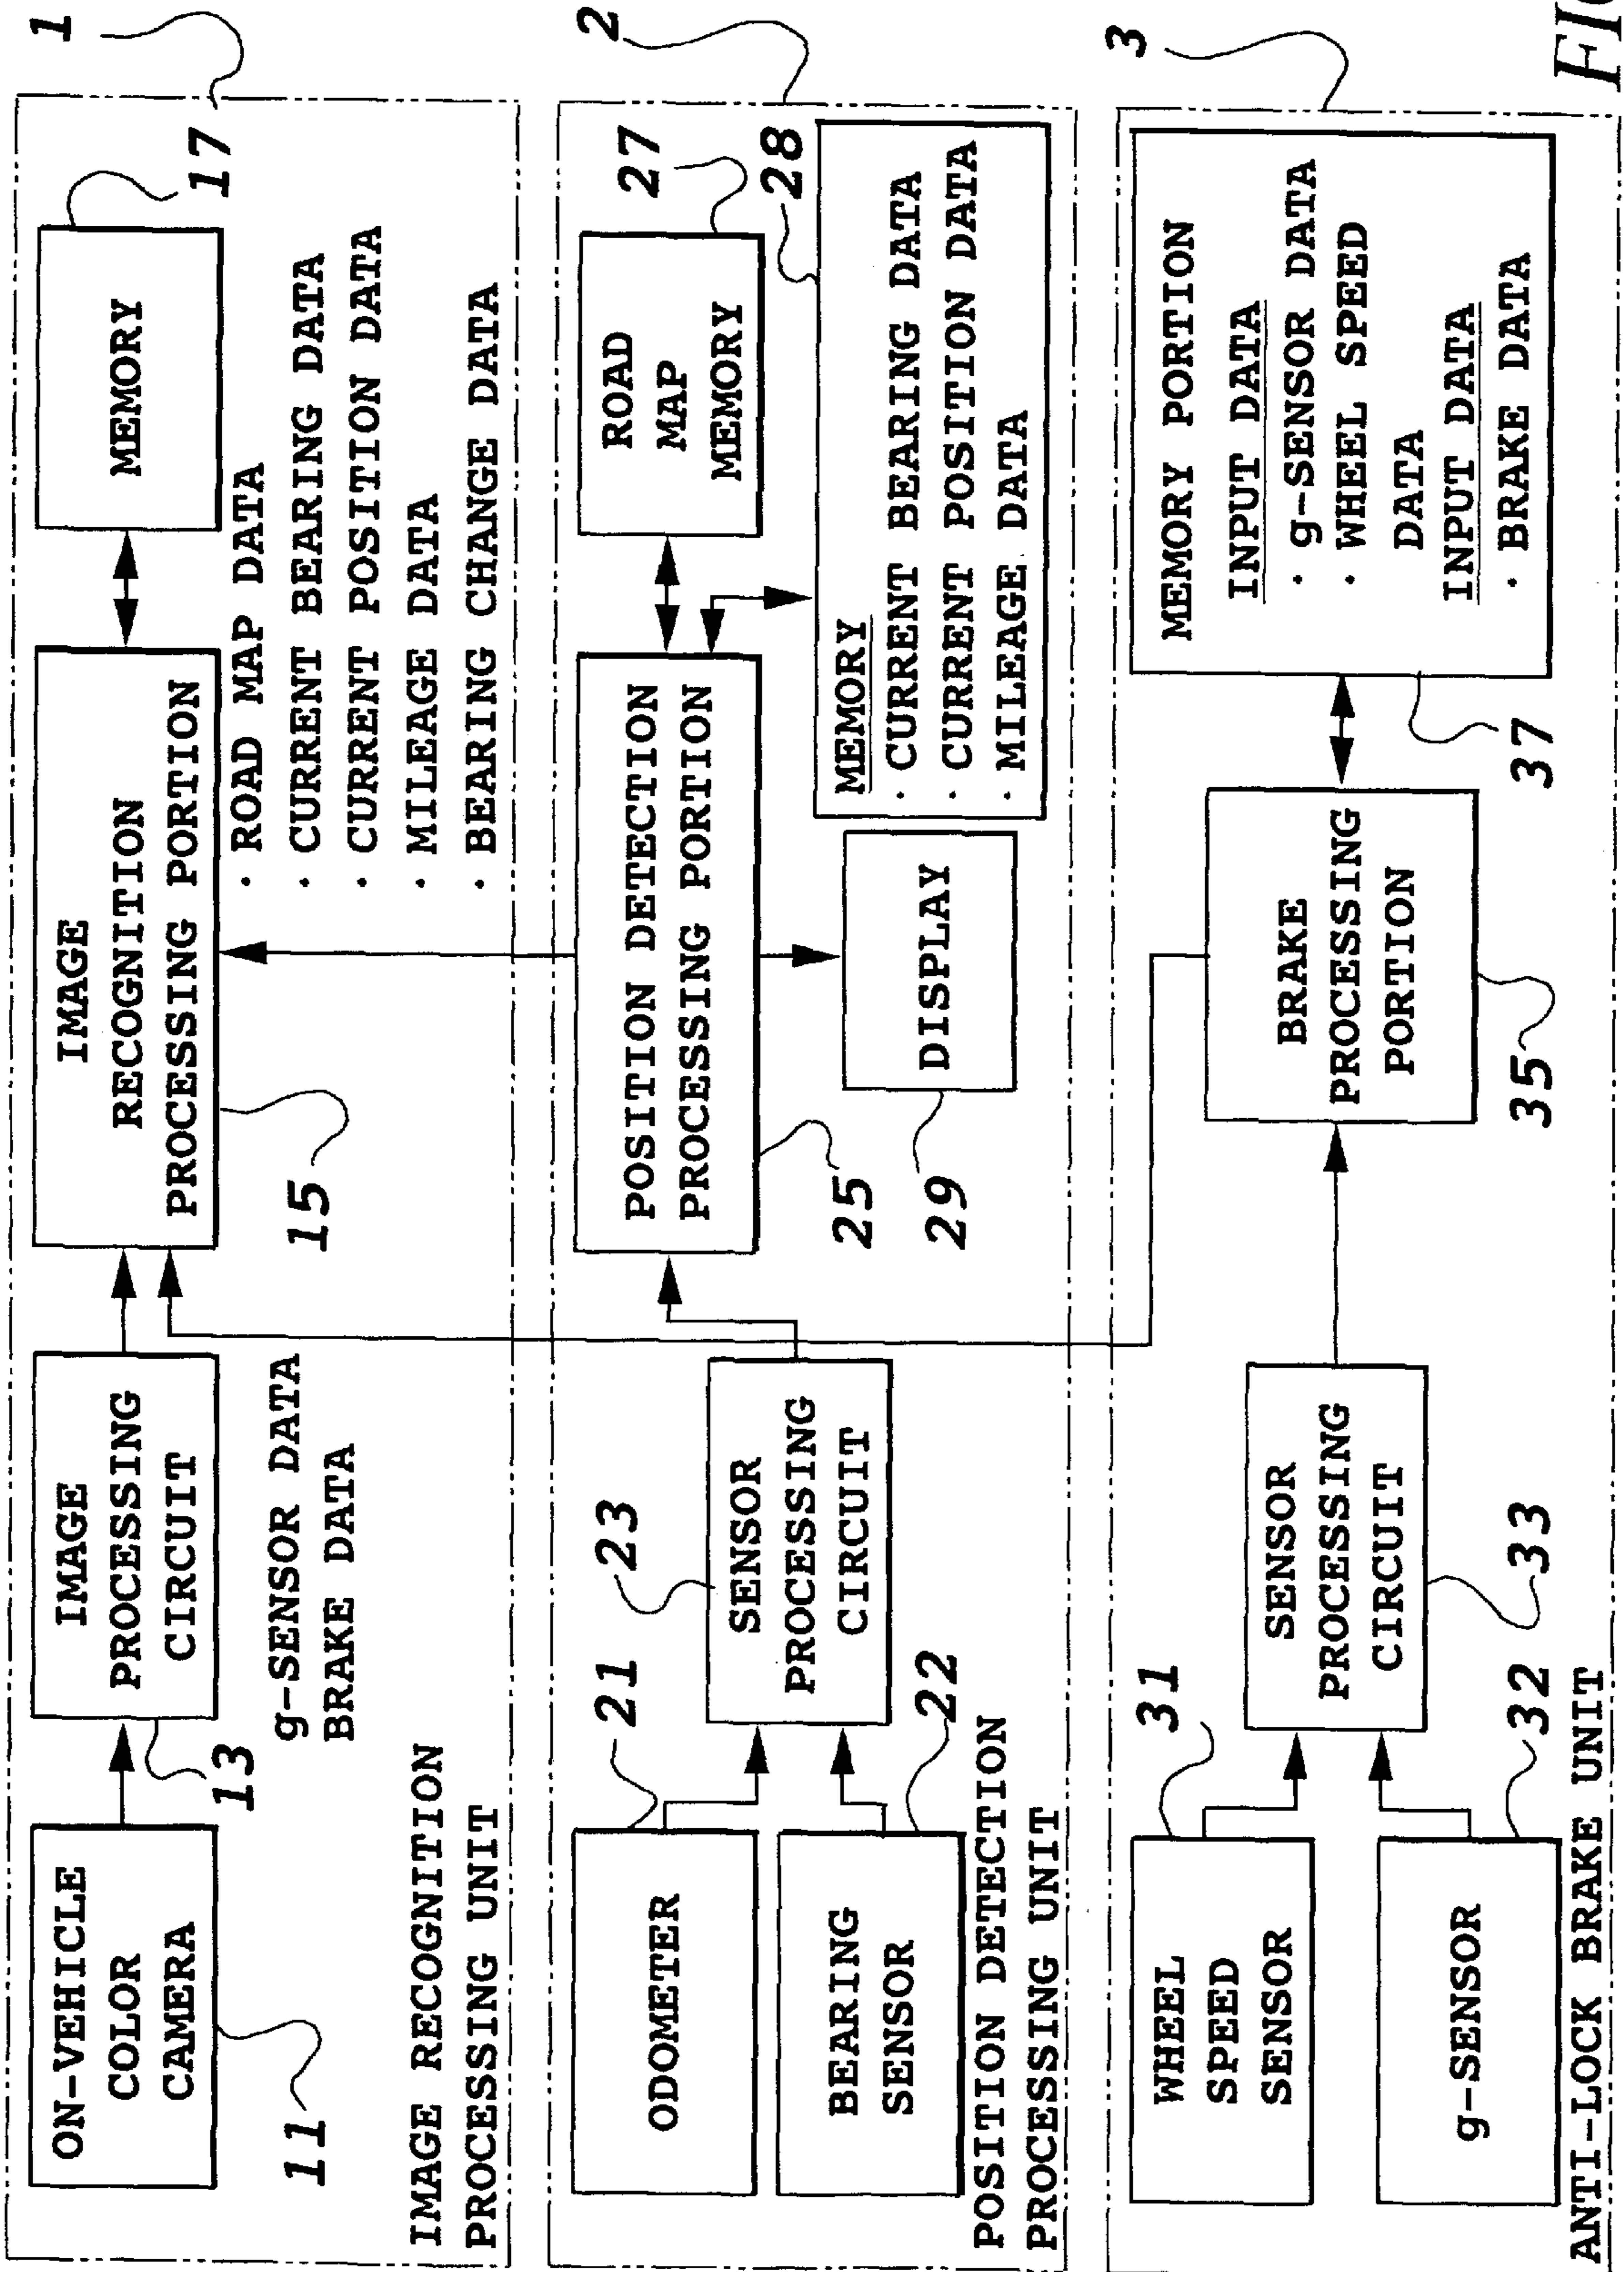 1
ON-VEHICLE
COLOR
CAMERA
11
IMAGE
PROCESSING
CIRCUIT
13
g-SENSOR DATA
BRAKE DATA
IMAGE
RECOGNITION
PROCESSING PORTION
15
MEMORY
17
· ROAD MAP DATA
· CURRENT BEARING DATA
· CURRENT POSITION DATA
· MILEAGE DATA
· BEARING CHANGE DATA
IMAGE RECOGNITION
PROCESSING UNIT
2
ODOMETER
21
BEARING
SENSOR
22
SENSOR
PROCESSING
CIRCUIT
23
POSITION DETECTION
PROCESSING PORTION
25
ROAD
MAP
MEMORY
27
28
MEMORY
· CURRENT BEARING DATA
· CURRENT POSITION DATA
· MILEAGE DATA
DISPLAY
29
POSITION DETECTION
PROCESSING UNIT
3
WHEEL
SPEED
SENSOR
31
g-SENSOR
32
SENSOR
PROCESSING
CIRCUIT
33
BRAKE
PROCESSING
PORTION
35
MEMORY PORTION
INPUT DATA
· g-SENSOR DATA
· WHEEL SPEED
DATA
INPUT DATA
· BRAKE DATA
37
ANTI-LOCK BRAKE UNIT